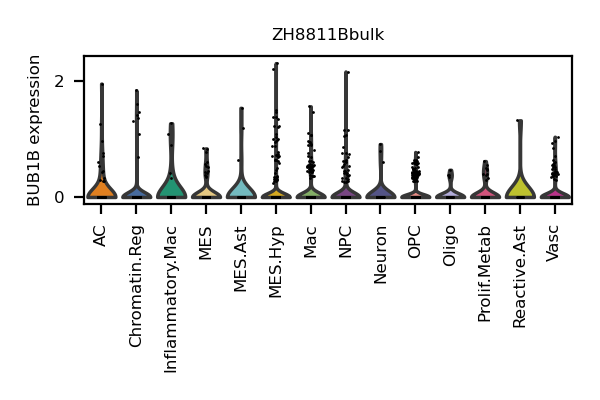 ZH8811Bbulk
BUB1B expression
2
0
AC
Chromatin.Reg
Inflammatory.Mac
MES
MES.Ast
MES.Hyp
Mac
NPC
Neuron
OPC
Oligo
Prolif.Metab
Reactive.Ast
Vasc